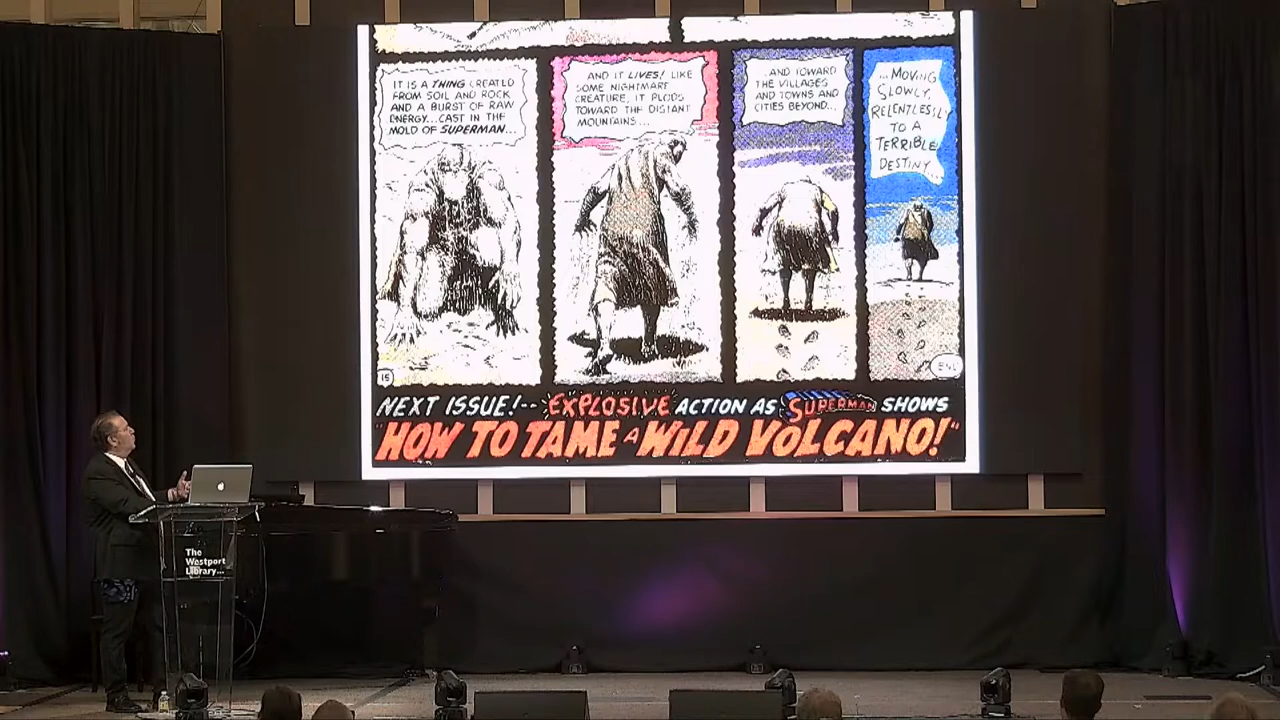 IT IS A THING CREATED
FROM SOIL AND ROCK
AND A BURST OF RAW
ENERGY...CAST IN THE
MOLD OF SUPERMAN...
AND IT LIVES! LIKE
SOME NIGHTMARE
CREATURE, IT PLODS
TOWARD THE DISTANT
MOUNTAINS...
...AND TOWARD
THE VILLAGES
AND TOWNS AND
CITIES BEYOND...
...MOVING
SLOWLY,
RELENTLESSLY
TO A
TERRIBLE
DESTINY...
15
END
NEXT ISSUE!-- EXPLOSIVE ACTION AS SUPERMAN SHOWS
"HOW TO TAME A WILD VOLCANO!"
The
Westport
Library...